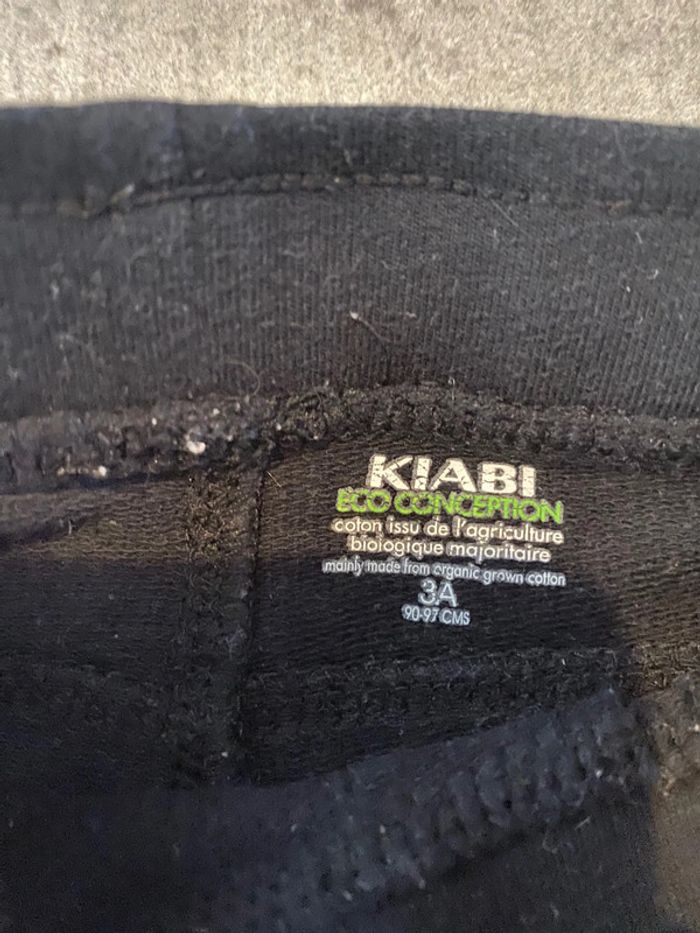 KIABI
ECO CONCEPTION
coton issu de l'agriculture
biologique majoritaire
mainly made from organic grown cotton
3A
90-97 CMS